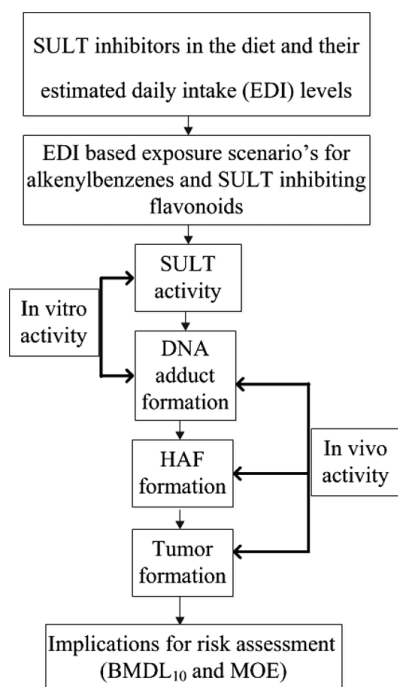 SULT inhibitors in the diet and their
estimated daily intake (EDI) levels
EDI based exposure scenario's for
alkenylbenzenes and SULT inhibiting
flavonoids
SULT
activity
In vitro
activity
DNA
adduct
formation
HAF
formation
In vivo
activity
Tumor
formation
Implications for risk assessment
(BMDL₁₀ and MOE)